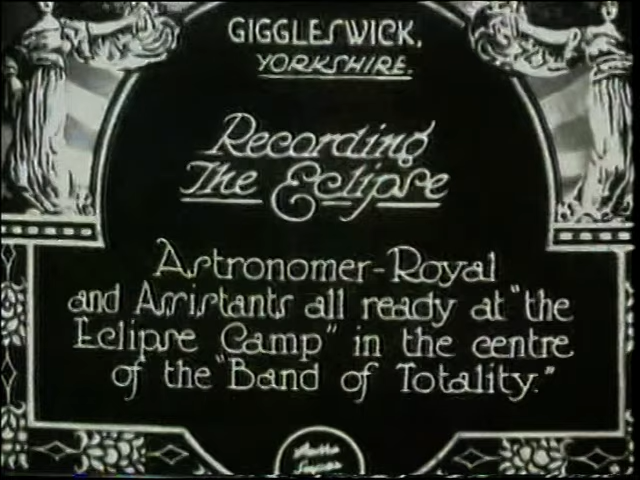 GIGGLESWICK,
YORKSHIRE.
Recording
The Eclipse
Astronomer-Royal
and Assistants all ready at "the
Eclipse Camp" in the centre
of the "Band of Totality."